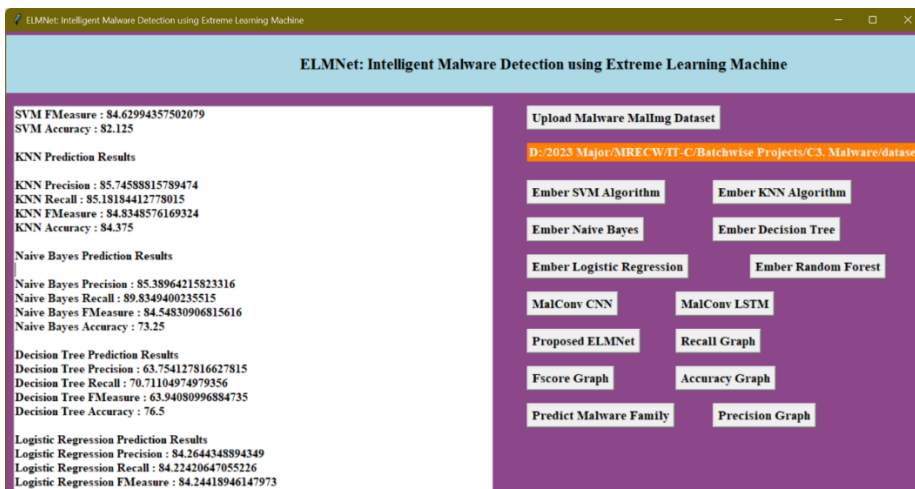 ELMNet: Intelligent Malware Detection using Extreme Learning Machine
ELMNet: Intelligent Malware Detection using Extreme Learning Machine
SVM FMeasure : 84.62994357502079
SVM Accuracy : 82.125
KNN Prediction Results
KNN Precision : 85.74588815789474
KNN Recall : 85.18184412778015
KNN FMeasure : 84.8348576169324
KNN Accuracy : 84.375
Naive Bayes Prediction Results
Naive Bayes Precision : 85.38964215823316
Naive Bayes Recall : 89.8349400235515
Naive Bayes FMeasure : 84.54830906815616
Naive Bayes Accuracy : 73.25
Decision Tree Prediction Results
Decision Tree Precision : 63.754127816627815
Decision Tree Recall : 70.71104974979356
Decision Tree FMeasure : 63.94080996884735
Decision Tree Accuracy : 76.5
Logistic Regression Prediction Results
Logistic Regression Precision : 84.2644348894349
Logistic Regression Recall : 84.22420647055226
Logistic Regression FMeasure : 84.24418946147973
Upload Malware MalImg Dataset
D:/2023 Major/MRECW/IT-C/Batchwise Projects/C3. Malware/datase
Ember SVM Algorithm
Ember KNN Algorithm
Ember Naive Bayes
Ember Decision Tree
Ember Logistic Regression
Ember Random Forest
MalConv CNN
MalConv LSTM
Proposed ELMNet
Recall Graph
Fscore Graph
Accuracy Graph
Predict Malware Family
Precision Graph